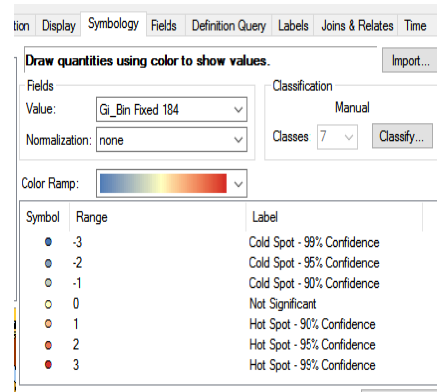 tion Display Symbology Fields Definition Query Labels Joins & Relates Time
Draw quantities using color to show values. Import...
Fields Classification
Value: Gi_Bin Fixed 184 Manual
Normalization: none Classes 7 Classify...
Color Ramp:
Symbol Range Label
-3 Cold Spot - 99% Confidence
-2 Cold Spot - 95% Confidence
-1 Cold Spot - 90% Confidence
0 Not Significant
1 Hot Spot - 90% Confidence
2 Hot Spot - 95% Confidence
3 Hot Spot - 99% Confidence